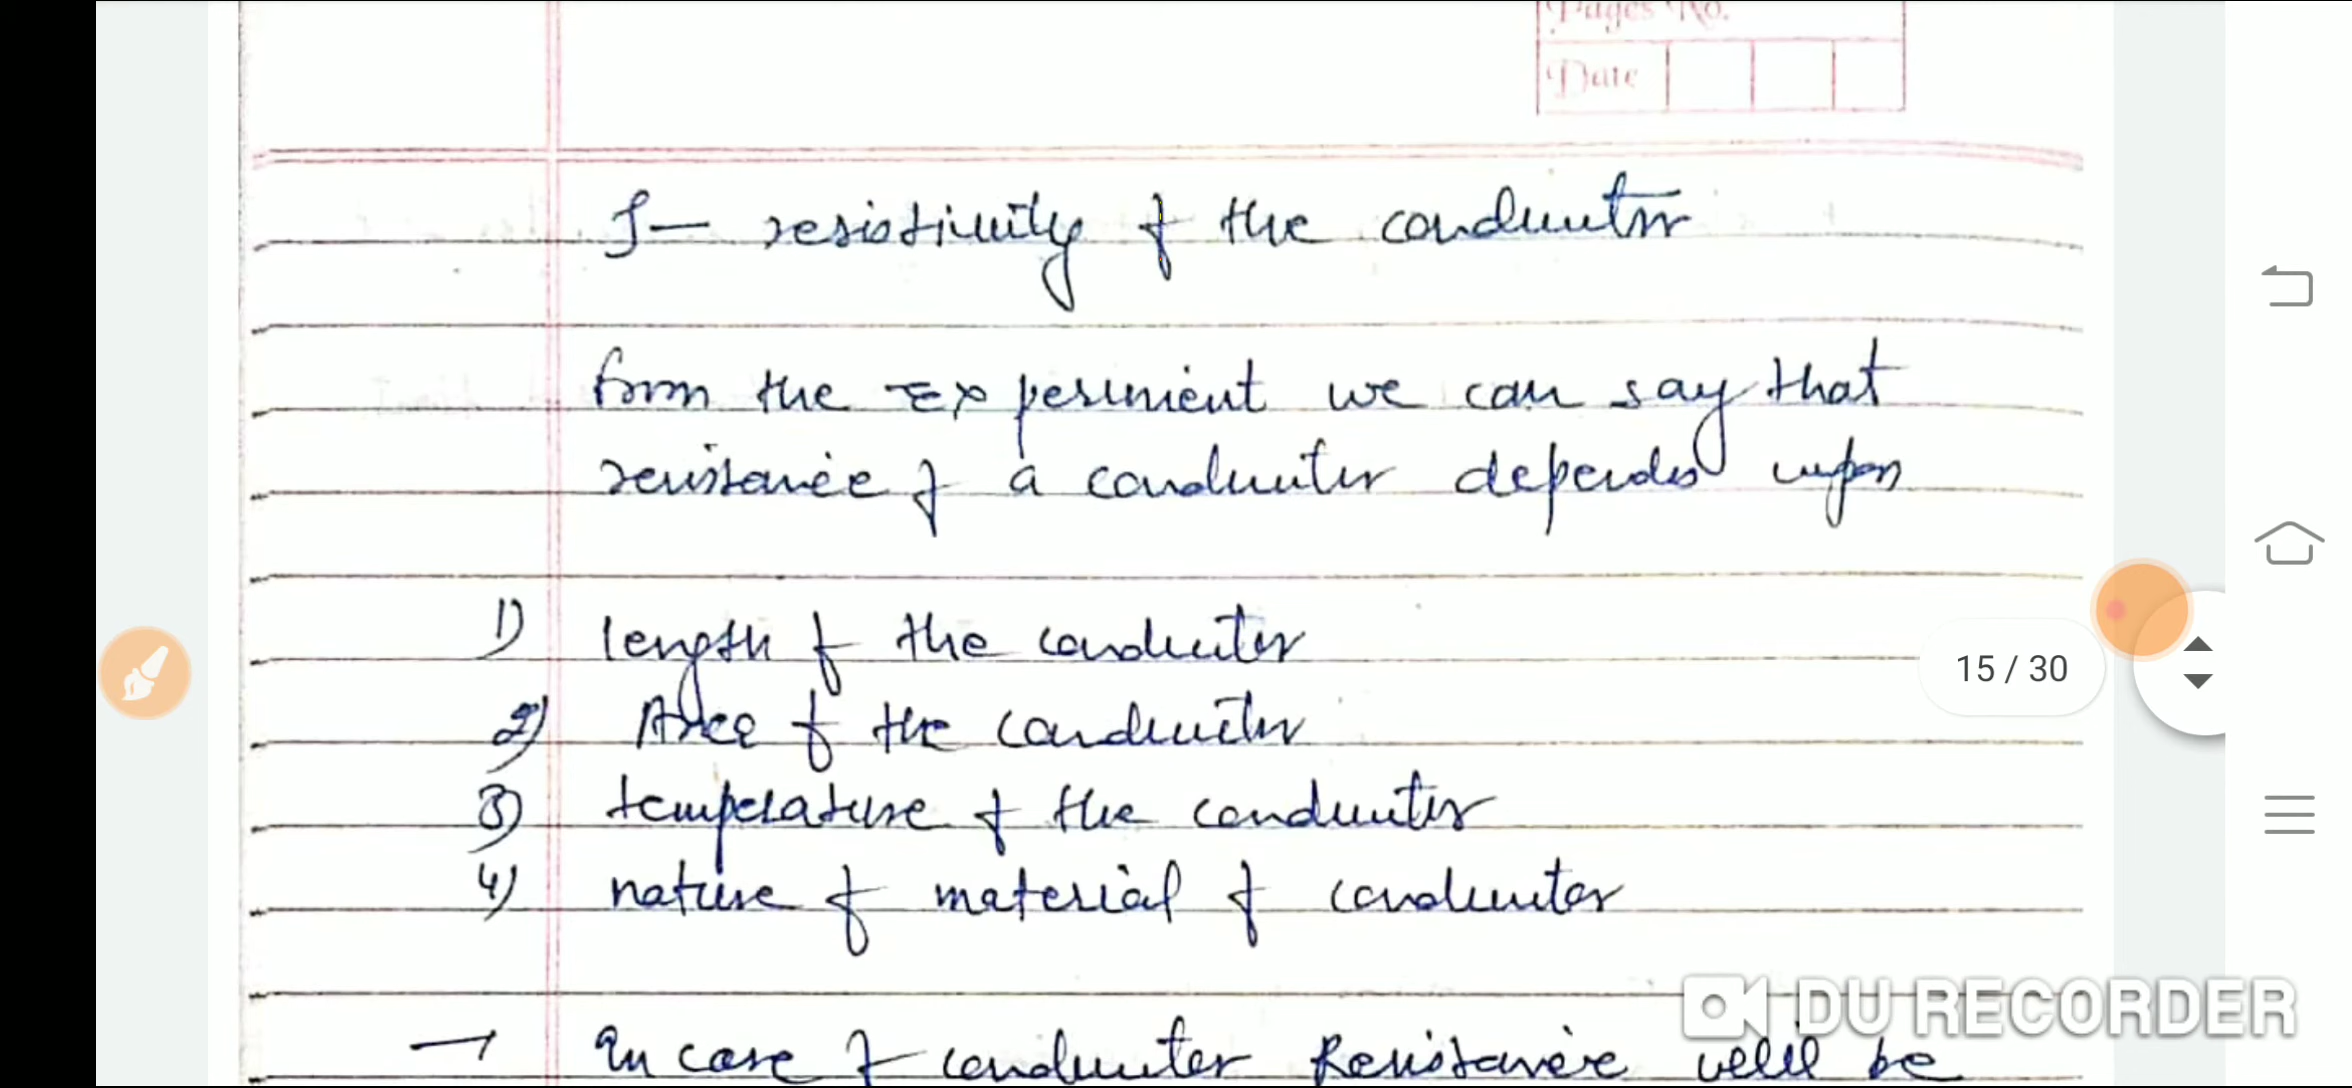 Pages No.
Date
ρ— resistivity of the conductor
from the Experiment we can say that
resistance of a conductor depends upon
1) length of the conductor
2) Area of the conductor
3) temperature of the conductor
4) nature of material of conductor
15 / 30
DU RECORDER
→ In case of conductor Resistance will be